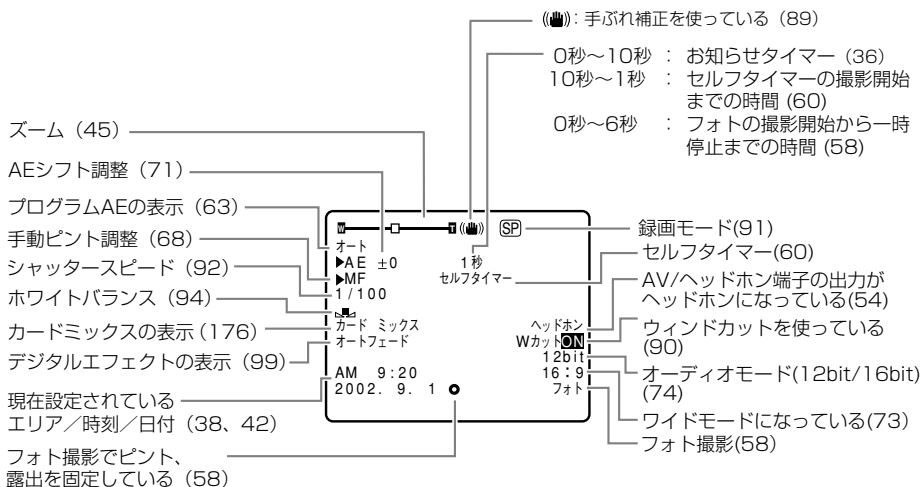 ((  )): 手ぶれ補正を使っている（89）
0秒〜10秒 : お知らせタイマー（36）
10秒〜1秒 : セルフタイマーの撮影開始
までの時間 (60)
0秒〜6秒 : フォトの撮影開始から一時
停止までの時間 (58)
ズーム（45）
AEシフト調整（71）
プログラムAEの表示（63）
手動ピント調整（68）
シャッタースピード（92）
ホワイトバランス（94）
カードミックスの表示（176）
デジタルエフェクトの表示（99）
現在設定されている
エリア／時刻／日付（38、42）
フォト撮影でピント、
露出を固定している（58）
W T SP
オート
▶AE ±0
▶MF
1/100
カード ミックス
オートフェード
AM 9:20
2002. 9. 1
1秒
セルフタイマー
ヘッドホン
WカットON
12bit
16:9
フォト
録画モード(91)
セルフタイマー(60)
AV/ヘッドホン端子の出力が
ヘッドホンになっている(54)
ウィンドカットを使っている
(90)
オーディオモード(12bit/16bit)
(74)
ワイドモードになっている(73)
フォト撮影(58)